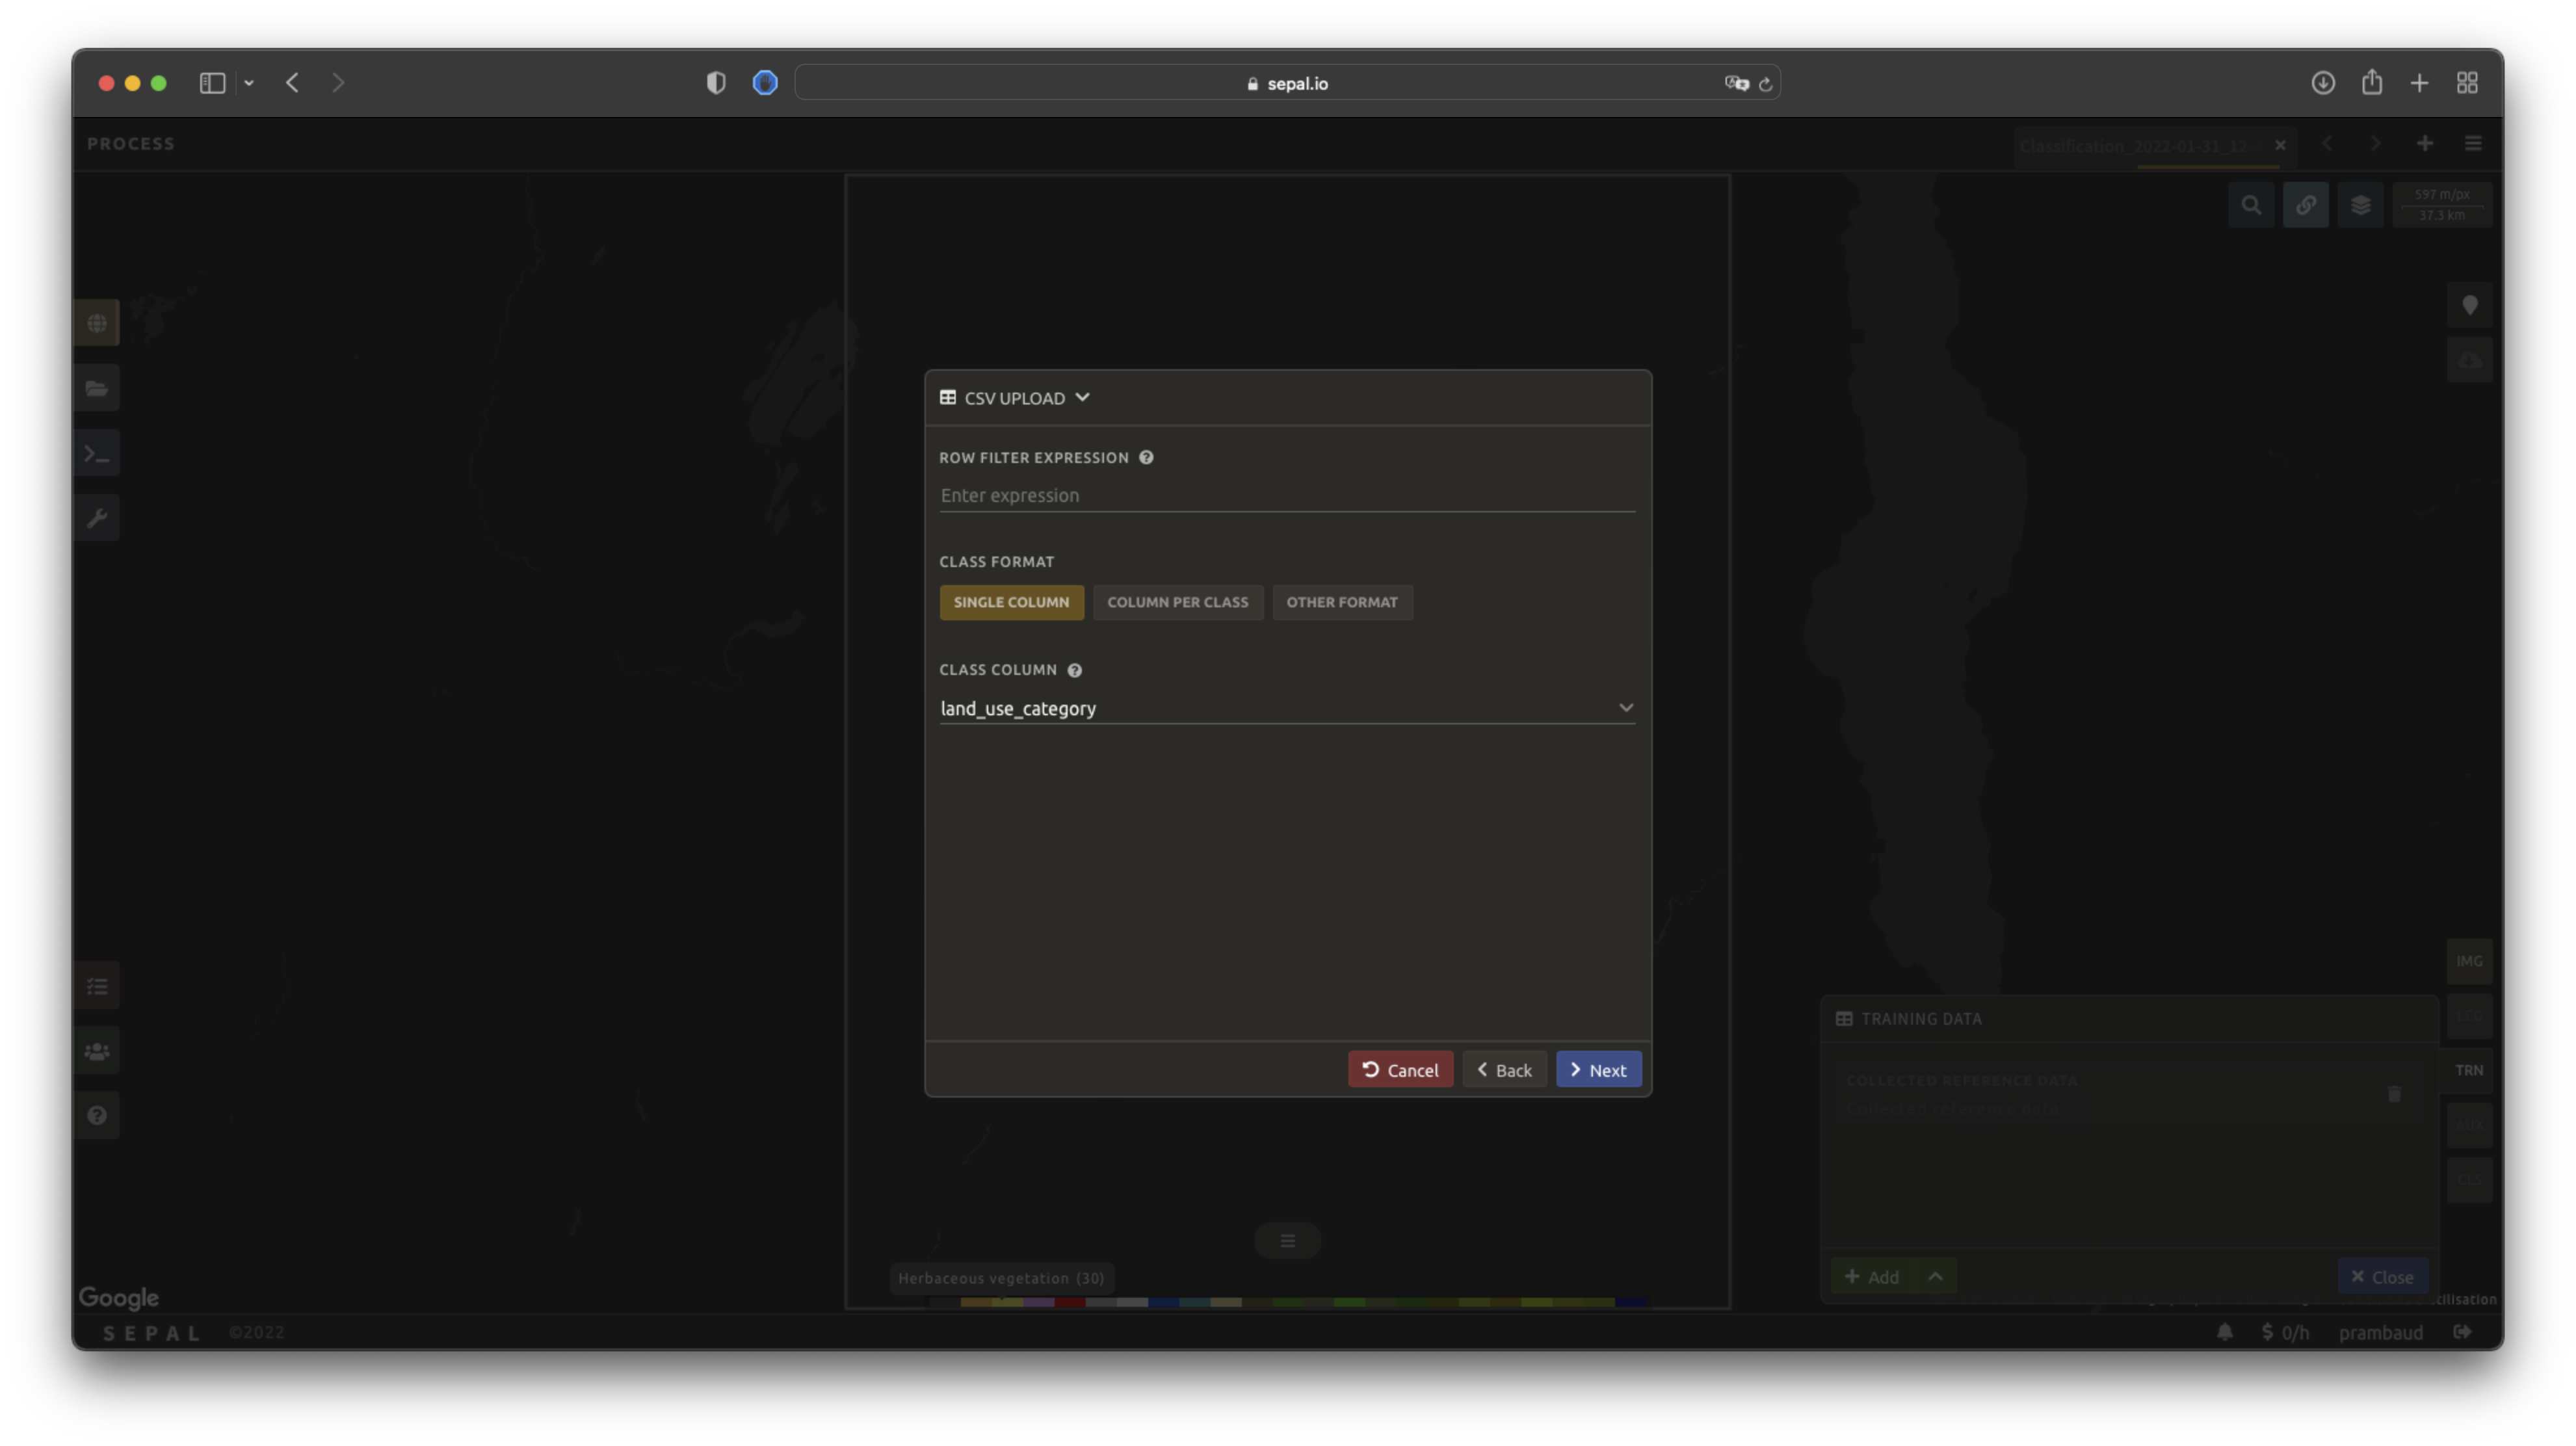 sepal.io
PROCESS
Classification_2022-01-31_12-
597 m/px
37.3 km
CSV UPLOAD
ROW FILTER EXPRESSION
Enter expression
CLASS FORMAT
SINGLE COLUMN
COLUMN PER CLASS
OTHER FORMAT
CLASS COLUMN
land_use_category
Cancel
Back
Next
IMG
LEG
TRN
AUX
CLS
TRAINING DATA
COLLECTED REFERENCE DATA
Collected reference data
Add
Close
Herbaceous vegetation (30)
Google
SEPAL ©2022
$ 0/h
prambaud